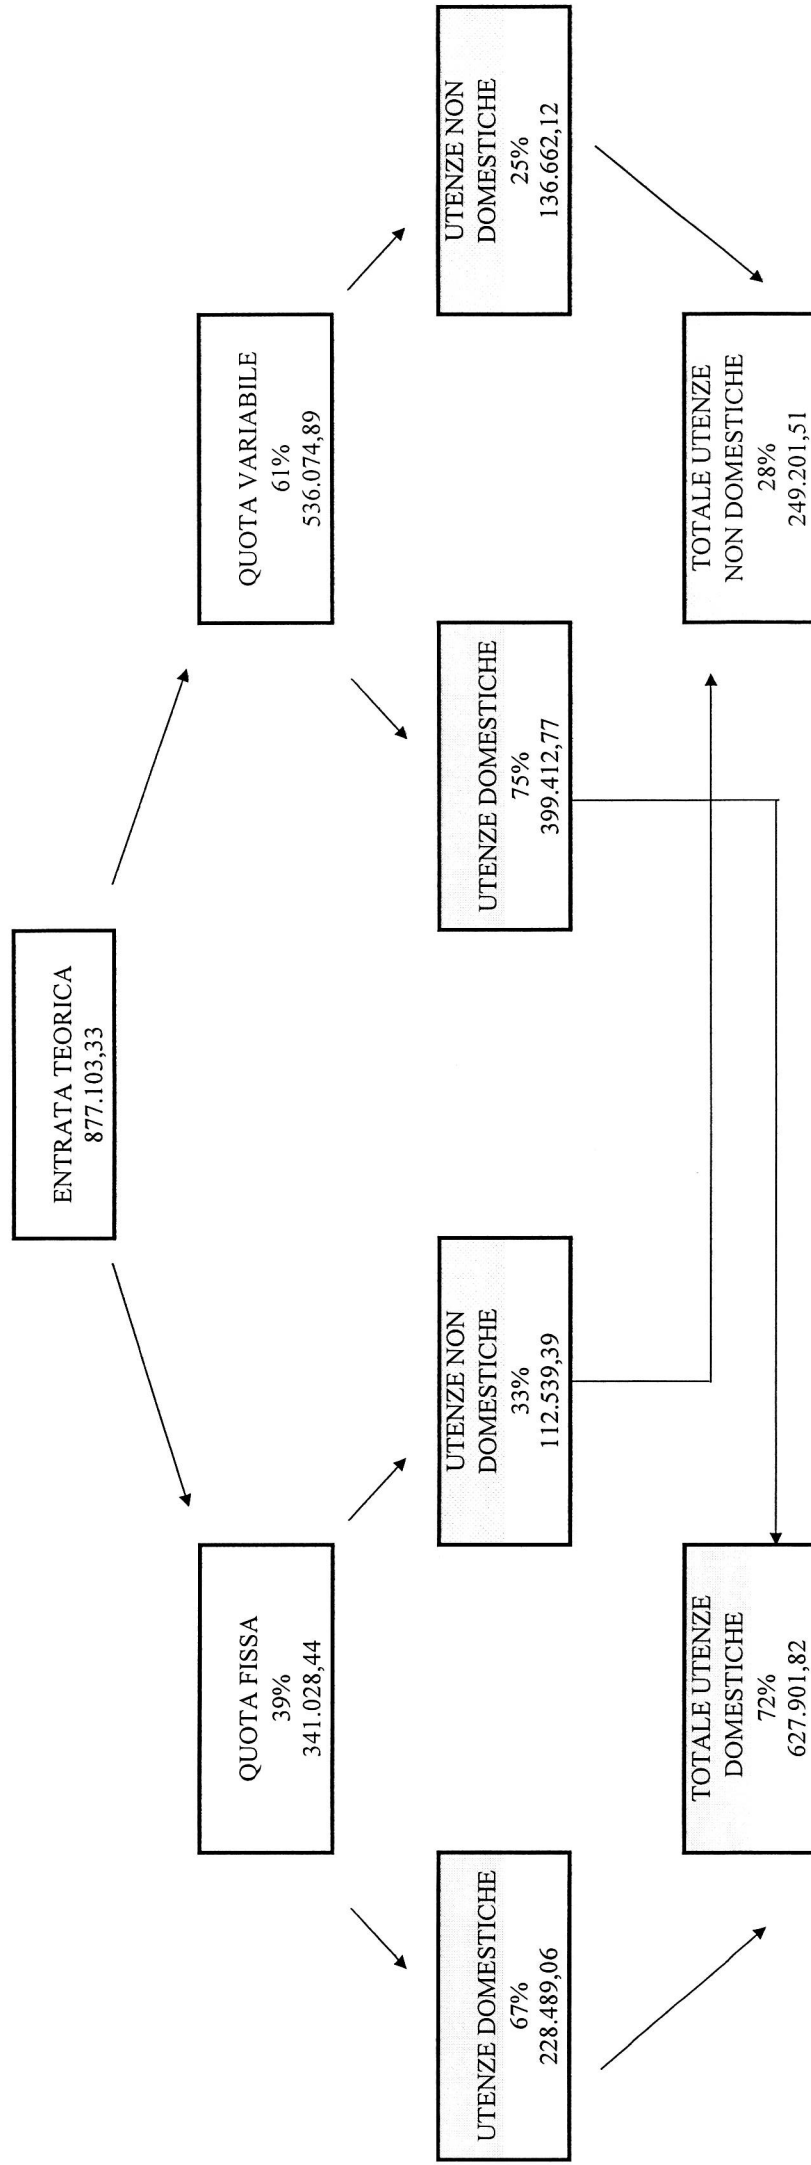 ENTRATA TEORICA
877.103,33
QUOTA FISSA
39%
341.028,44
QUOTA VARIABILE
61%
536.074,89
UTENZE DOMESTICHE
67%
228.489,06
UTENZE NON
DOMESTICHE
33%
112.539,39
UTENZE DOMESTICHE
75%
399.412,77
UTENZE NON
DOMESTICHE
25%
136.662,12
TOTALE UTENZE
DOMESTICHE
72%
627.901,82
TOTALE UTENZE
NON DOMESTICHE
28%
249.201,51